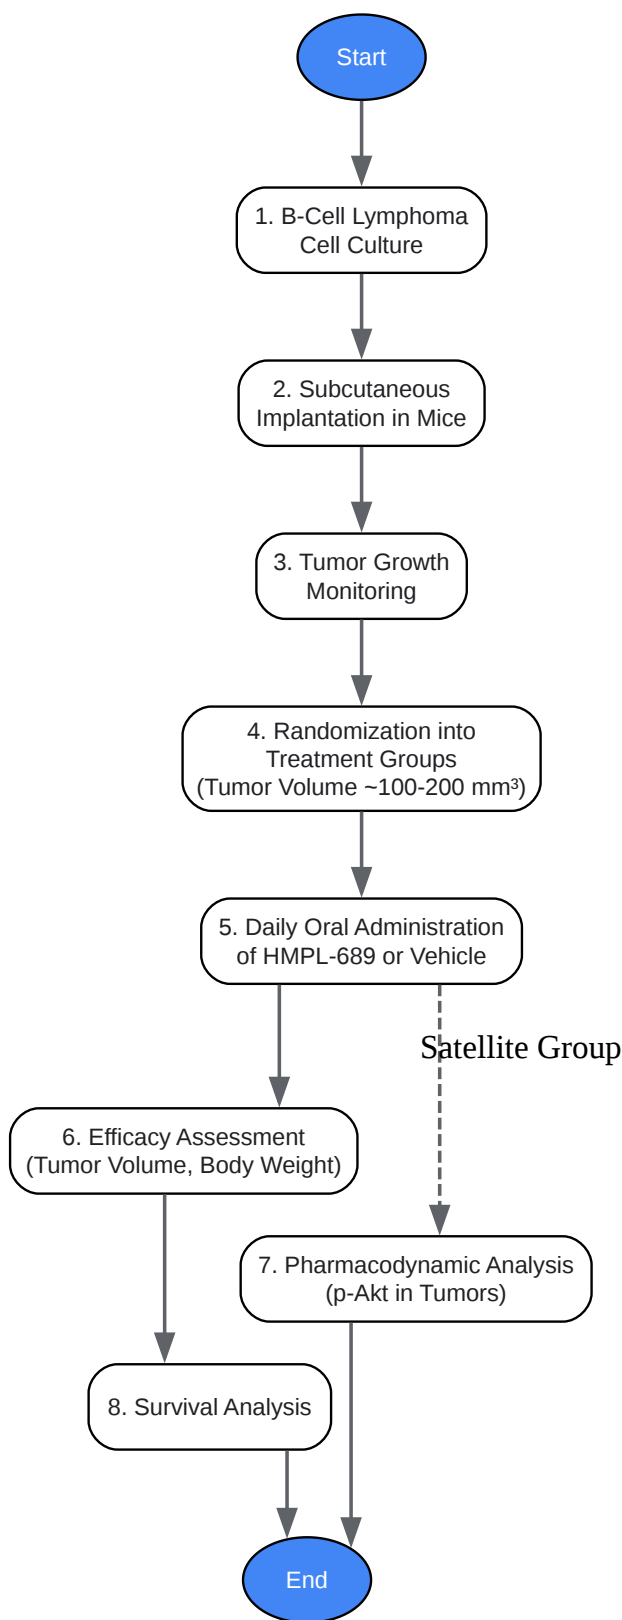 Start
1. B-Cell Lymphoma
Cell Culture
2. Subcutaneous
Implantation in Mice
3. Tumor Growth
Monitoring
4. Randomization into
Treatment Groups
(Tumor Volume ~100-200 mm³)
5. Daily Oral Administration
of HMPL-689 or Vehicle
Satellite Group
6. Efficacy Assessment
(Tumor Volume, Body Weight)
7. Pharmacodynamic Analysis
(p-Akt in Tumors)
8. Survival Analysis
End